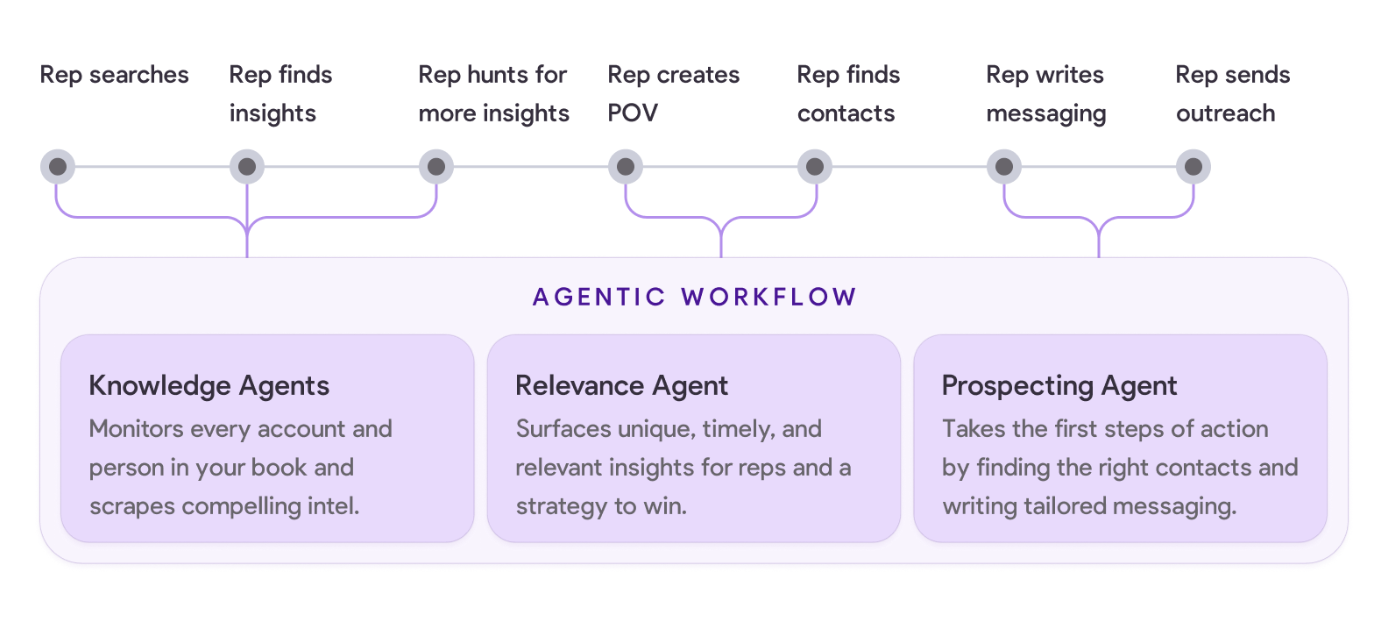 Rep searches
Rep finds
insights
Rep hunts for
more insights
Rep creates
POV
Rep finds
contacts
Rep writes
messaging
Rep sends
outreach
AGENTIC WORKFLOW
Knowledge Agents
Monitors every account and
person in your book and
scrapes compelling intel.
Relevance Agent
Surfaces unique, timely, and
relevant insights for reps and a
strategy to win.
Prospecting Agent
Takes the first steps of action
by finding the right contacts and
writing tailored messaging.